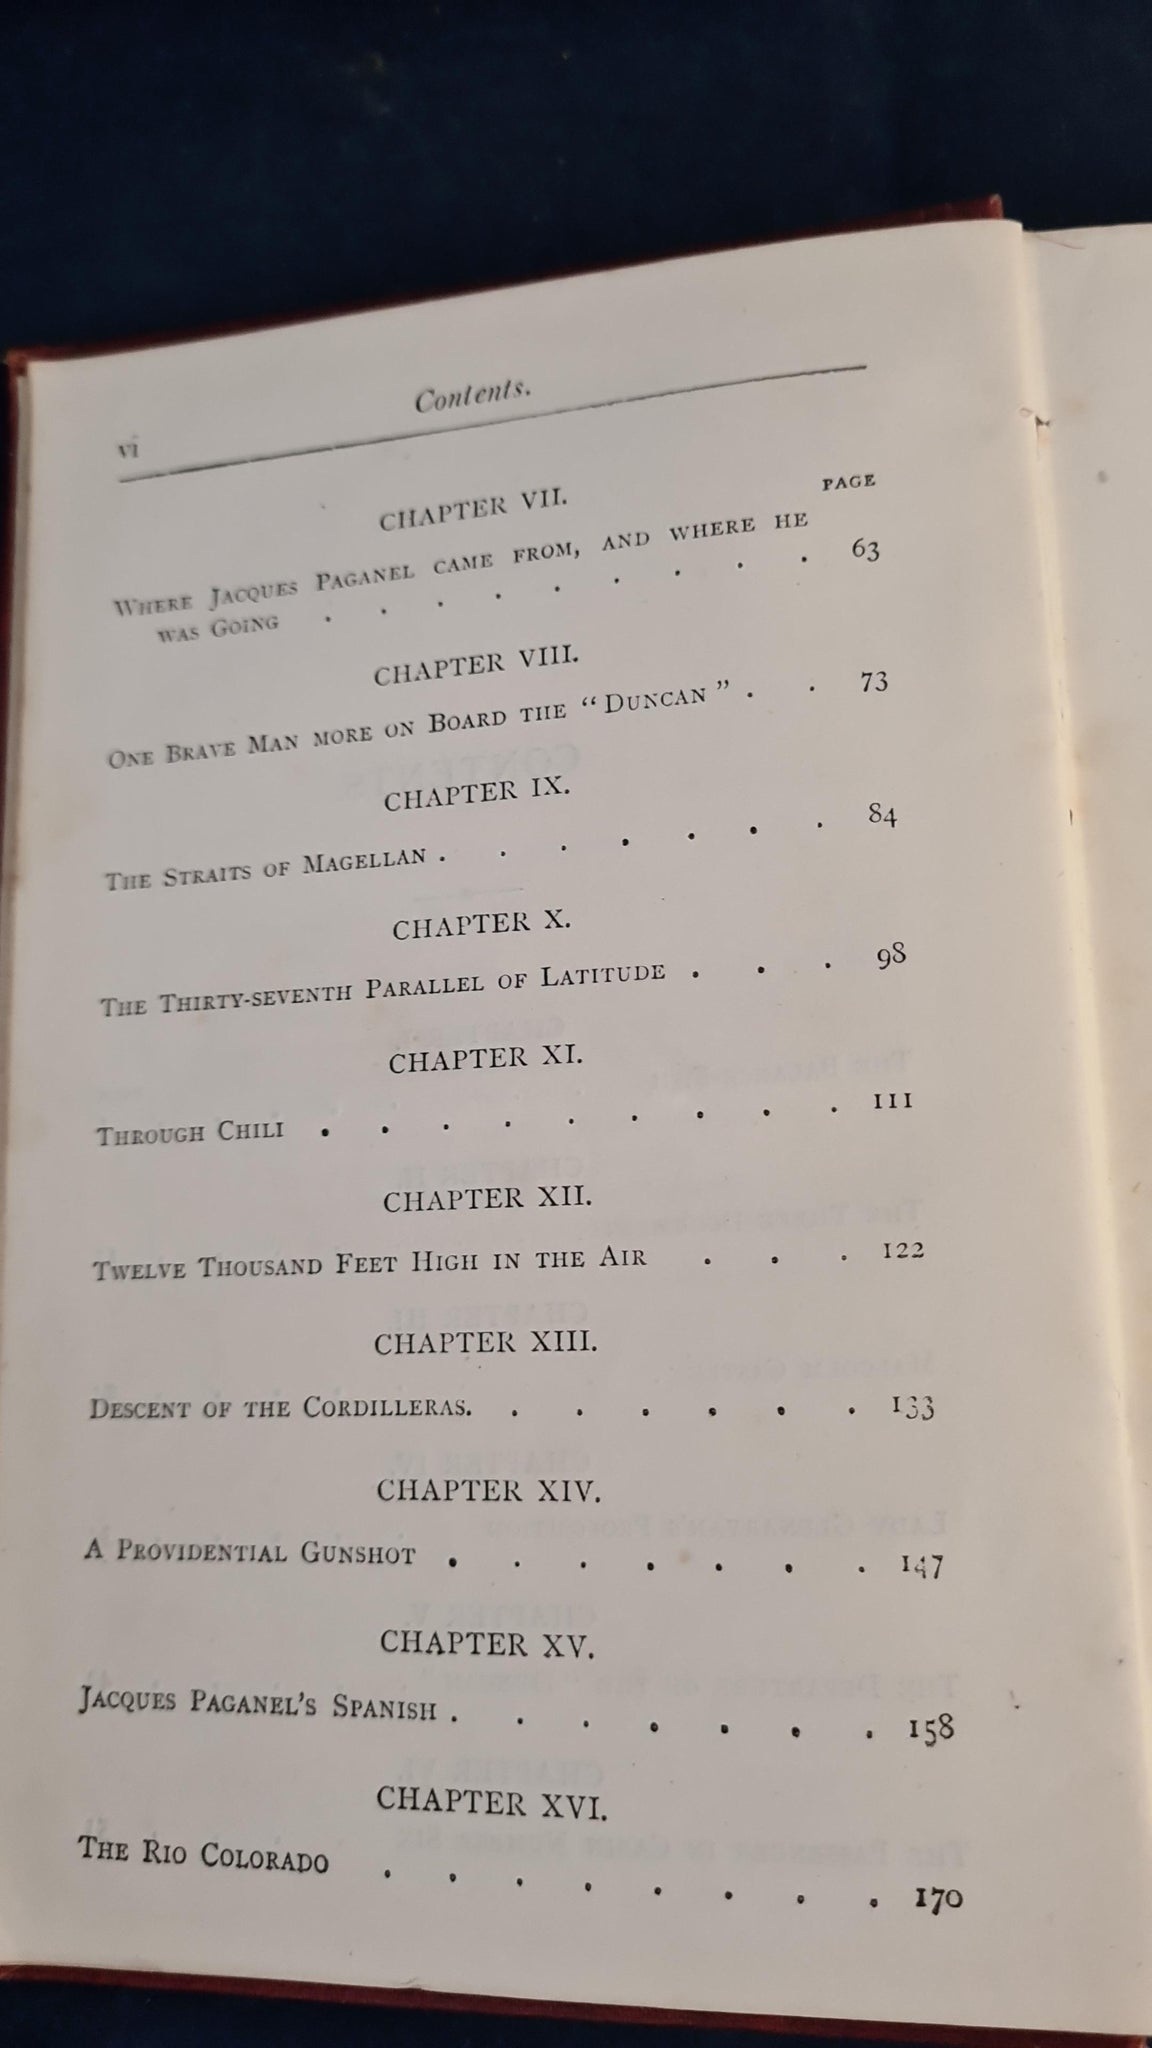 vi
Contents.
CHAPTER VII.
PAGE
WHERE JACQUES PAGANEL CAME FROM, AND WHERE HE
WAS GOING . . . . . . . . . 63
CHAPTER VIII.
ONE BRAVE MAN MORE ON BOARD THE “DUNCAN” . . 73
CHAPTER IX.
THE STRAITS OF MAGELLAN . . . . . . . 84
CHAPTER X.
THE THIRTY-SEVENTH PARALLEL OF LATITUDE . . . 98
CHAPTER XI.
THROUGH CHILI . . . . . . . . . 111
CHAPTER XII.
TWELVE THOUSAND FEET HIGH IN THE AIR . . . 122
CHAPTER XIII.
DESCENT OF THE CORDILLERAS. . . . . . . 133
CHAPTER XIV.
A PROVIDENTIAL GUNSHOT . . . . . . . 147
CHAPTER XV.
JACQUES PAGANEL'S SPANISH . . . . . . . 158
CHAPTER XVI.
THE RIO COLORADO . . . . . . . . 170